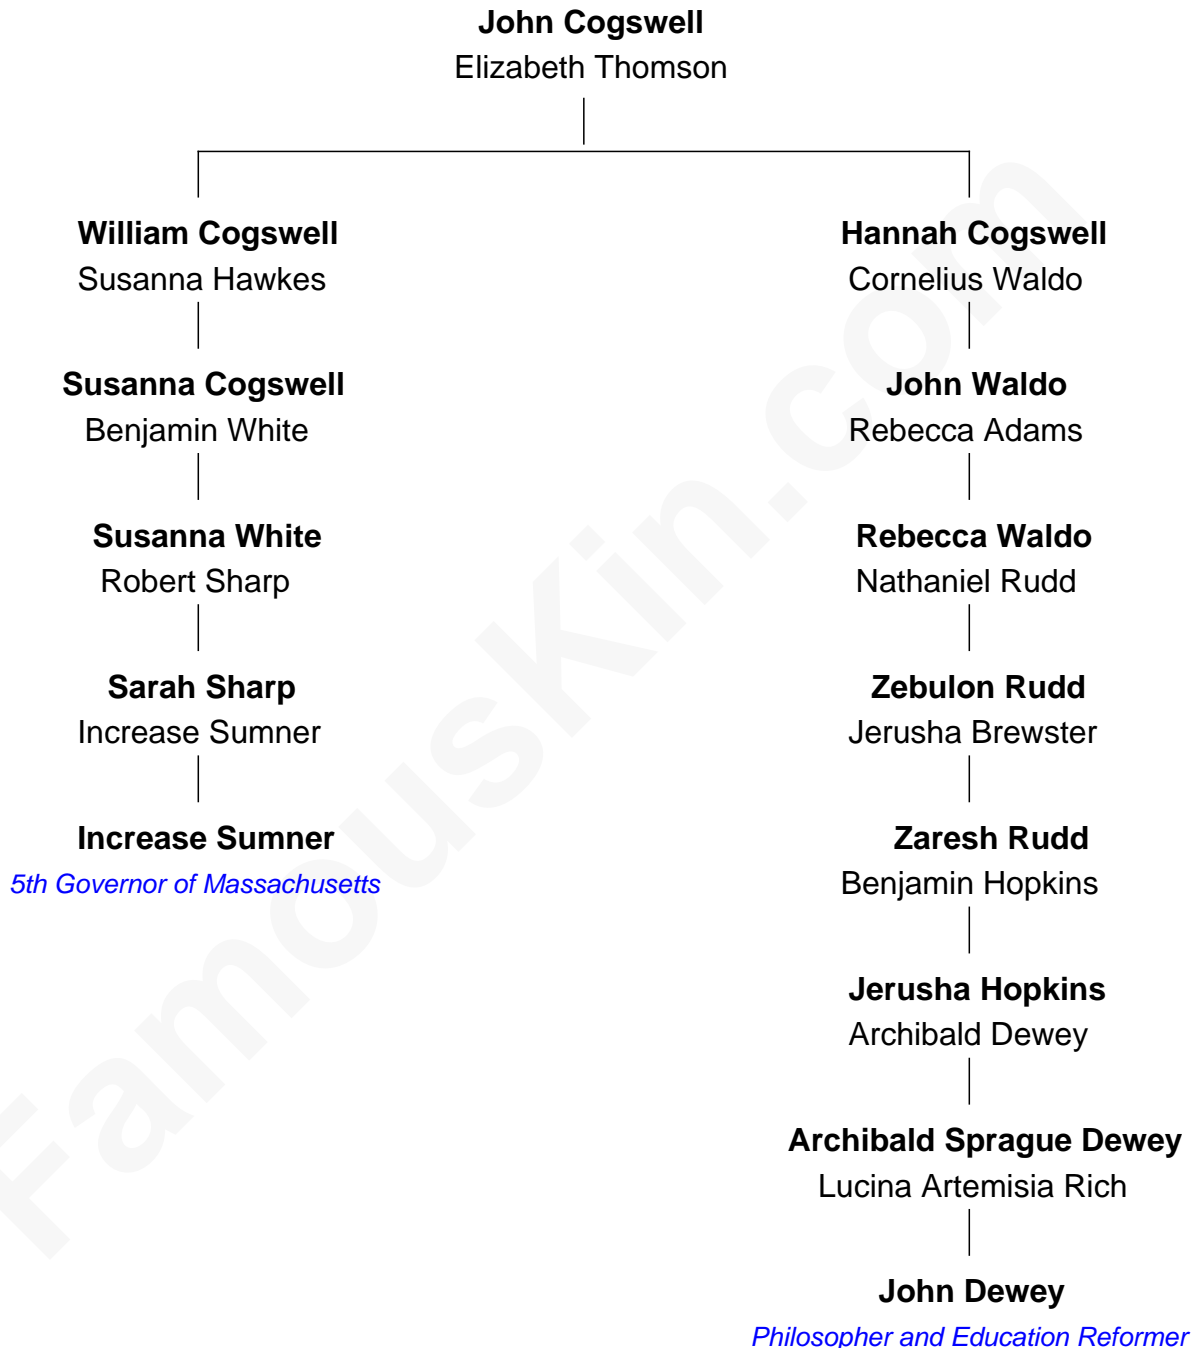 John Cogswell
Elizabeth Thomson
William Cogswell
Susanna Hawkes
Susanna Cogswell
Benjamin White
Susanna White
Robert Sharp
Sarah Sharp
Increase Sumner
Increase Sumner
5th Governor of Massachusetts
Hannah Cogswell
Cornelius Waldo
John Waldo
Rebecca Adams
Rebecca Waldo
Nathaniel Rudd
Zebulon Rudd
Jerusha Brewster
Zaresh Rudd
Benjamin Hopkins
Jerusha Hopkins
Archibald Dewey
Archibald Sprague Dewey
Lucina Artemisia Rich
John Dewey
Philosopher and Education Reformer
FamousKin.com